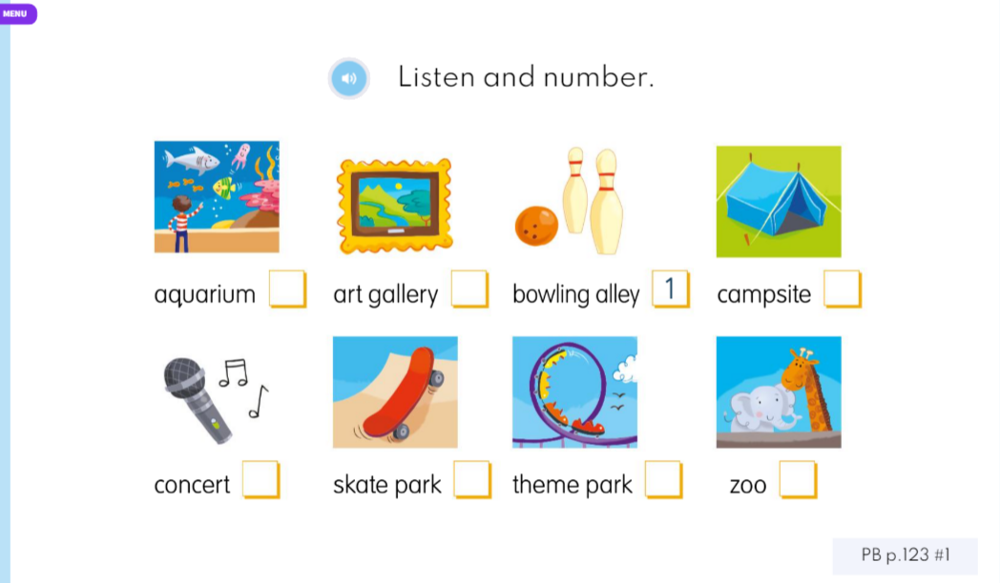 MENU
Listen and number.
aquarium art gallery bowling alley 1 campsite
concert skate park theme park zoo
PB p.123 #1